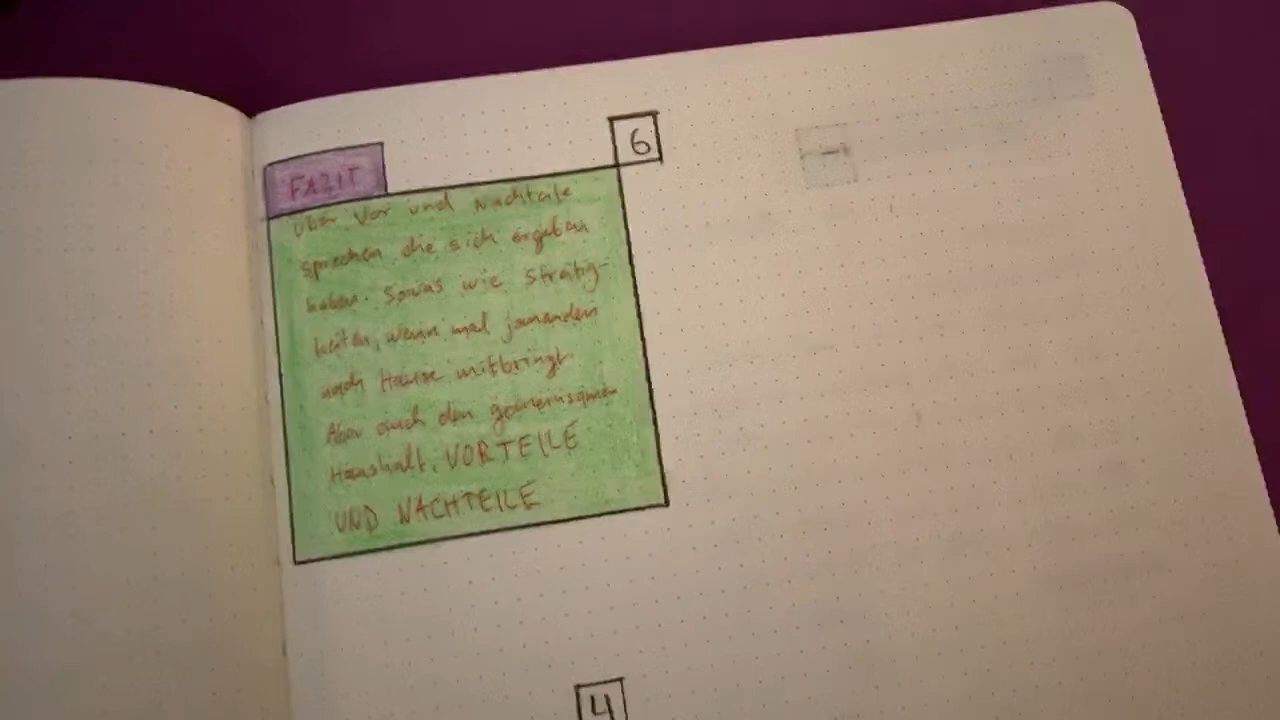 6
FAZIT
über Vor und Nachteile
sprechen die sich ergeben
haben. Sowas wie Streitig-
keiten, wenn mal jemanden
nach Hause mitbringt
Aber auch den gemeinsamen
Haushalt. VORTEILE
UND NACHTEILE
4